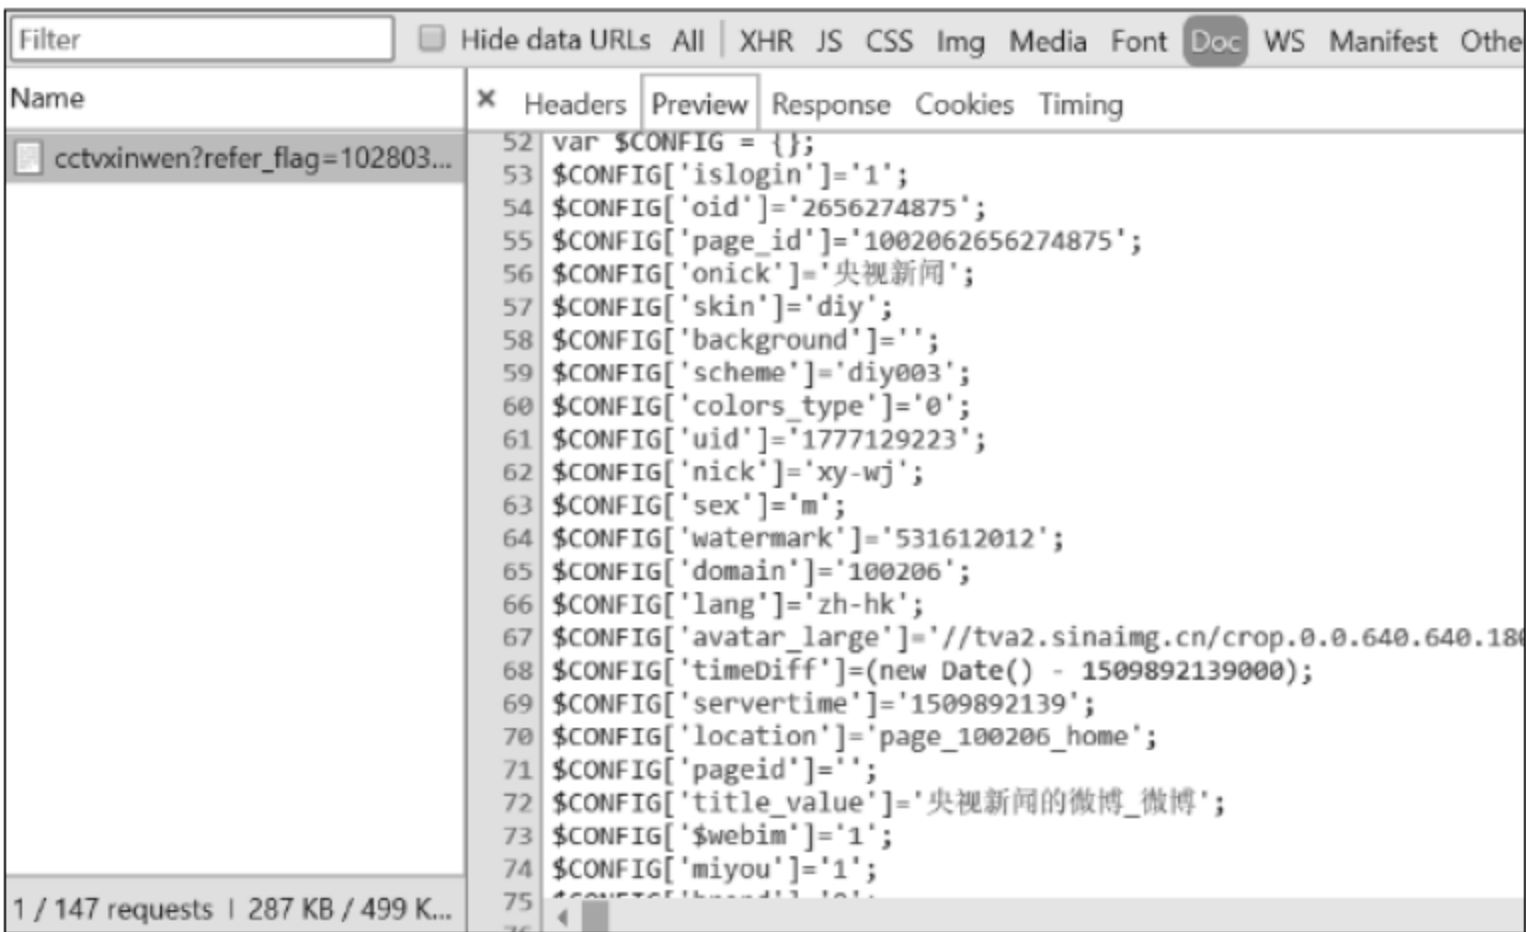 Filter Hide data URLs All XHR JS CSS Img Media Font Doc WS Manifest Othe
Name
× Headers Preview Response Cookies Timing
cctvxinwen?refer_flag=102803...
52 var $CONFIG = {};
53 $CONFIG['islogin']='1';
54 $CONFIG['oid']='2656274875';
55 $CONFIG['page_id']='1002062656274875';
56 $CONFIG['onick']='央视新闻';
57 $CONFIG['skin']='diy';
58 $CONFIG['background']='';
59 $CONFIG['scheme']='diy003';
60 $CONFIG['colors_type']='0';
61 $CONFIG['uid']='1777129223';
62 $CONFIG['nick']='xy-wj';
63 $CONFIG['sex']='m';
64 $CONFIG['watermark']='531612012';
65 $CONFIG['domain']='100206';
66 $CONFIG['lang']='zh-hk';
67 $CONFIG['avatar_large']='//tva2.sinaimg.cn/crop.0.0.640.640.180
68 $CONFIG['timeDiff']=(new Date() - 1509892139000);
69 $CONFIG['servertime']='1509892139';
70 $CONFIG['location']='page_100206_home';
71 $CONFIG['pageid']='';
72 $CONFIG['title_value']='央视新闻的微博_微博';
73 $CONFIG['$webim']='1';
74 $CONFIG['miyou']='1';
75
1 / 147 requests | 287 KB / 499 K...